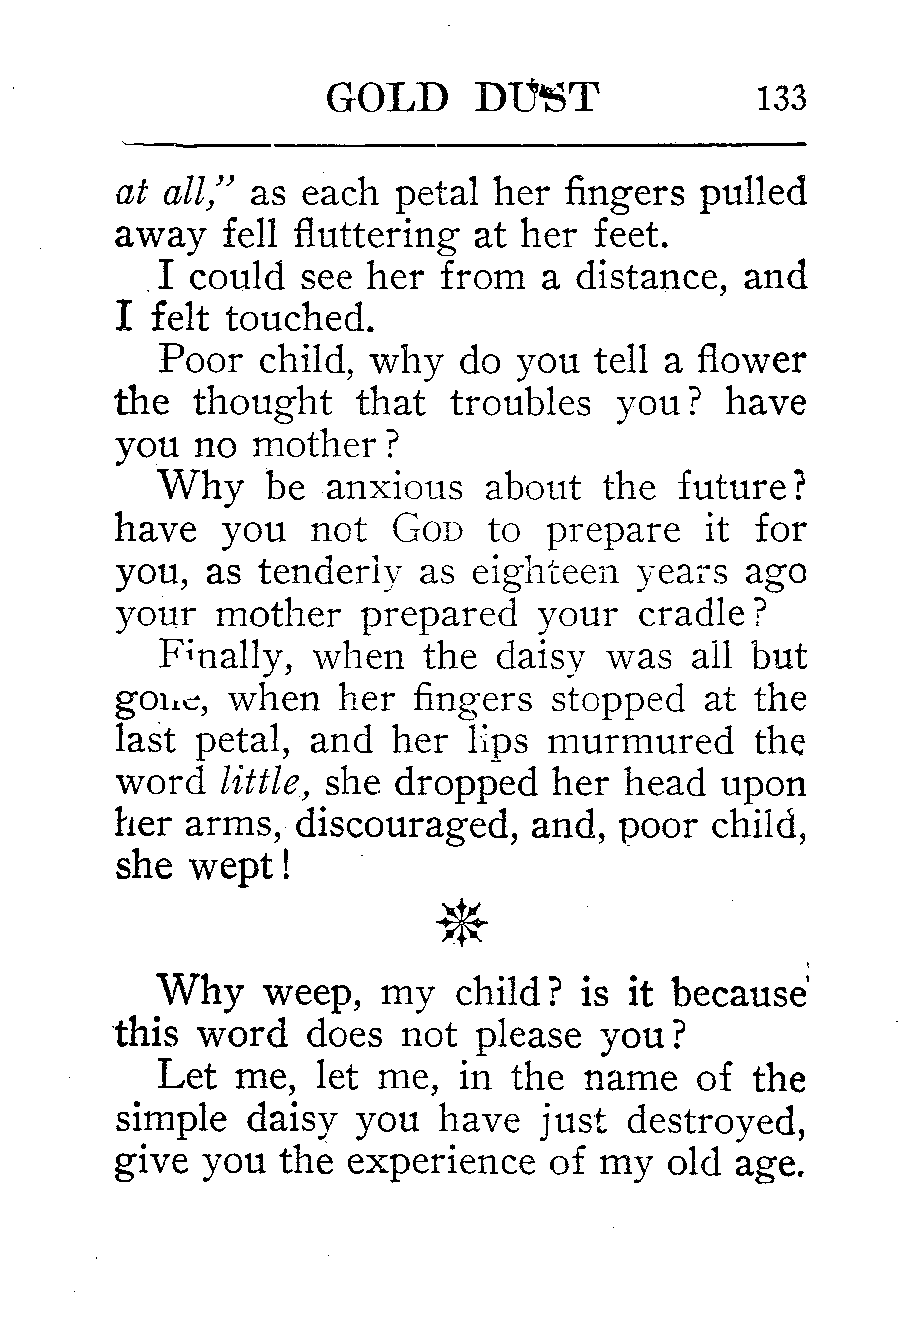 GOLD DUST 133
at all," as each petal her fingers pulled
away fell fluttering at her feet.
I could see her from a distance, and
I felt touched.
Poor child, why do you tell a flower
the thought that troubles you? have
you no mother?
Why be anxious about the future?
have you not GOD to prepare it for
you, as tenderly as eighteen years ago
your mother prepared your cradle?
Finally, when the daisy was all but
gone, when her fingers stopped at the
last petal, and her lips murmured the
word little, she dropped her head upon
her arms, discouraged, and, poor child,
she wept!
Why weep, my child? is it because
this word does not please you?
Let me, let me, in the name of the
simple daisy you have just destroyed,
give you the experience of my old age.